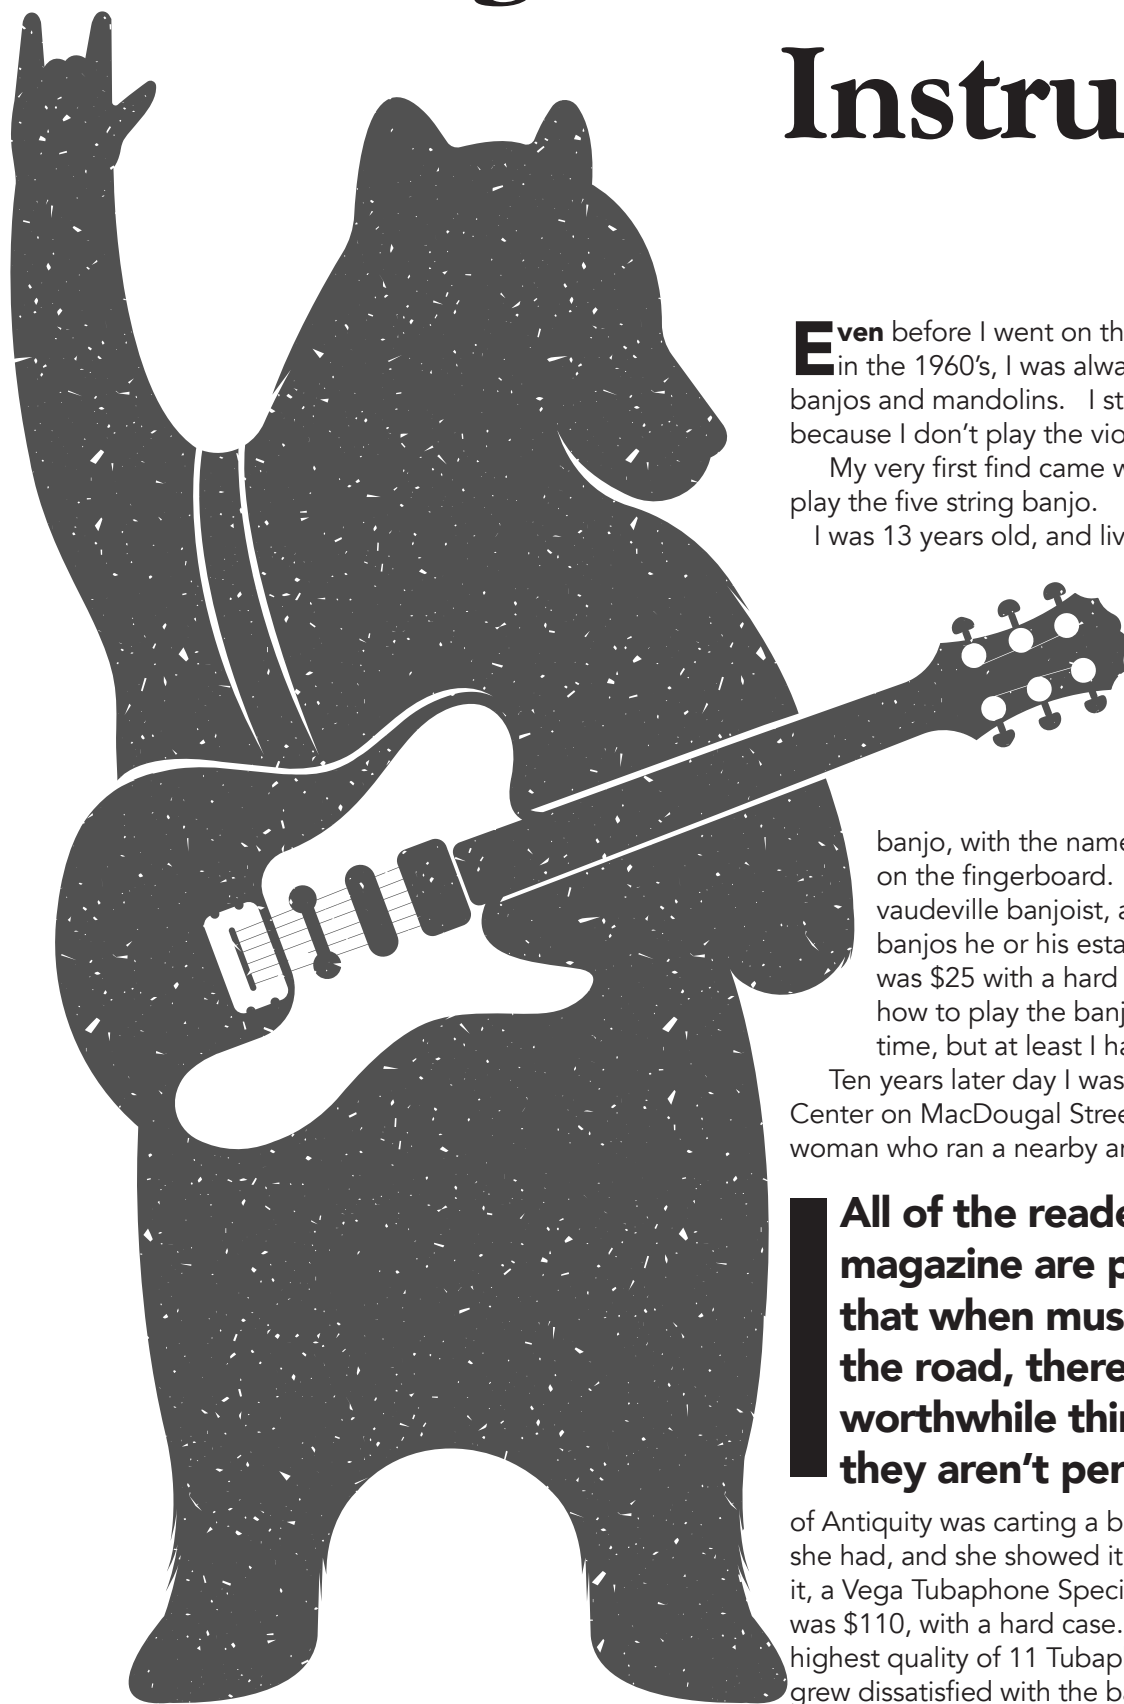 Instru
Even before I went on th
in the 1960’s, I was alwa
banjos and mandolins. I st
because I don’t play the vio
My very first find came w
play the five string banjo.
I was 13 years old, and liv
banjo, with the name
on the fingerboard.
vaudeville banjoist, a
banjos he or his esta
was $25 with a hard
how to play the banj
time, but at least I ha
Ten years later day I was
Center on MacDougal Stree
woman who ran a nearby an
All of the reade
magazine are p
that when mus
the road, there
worthwhile thin
they aren’t per
of Antiquity was carting a b
she had, and she showed it
it, a Vega Tubaphone Speci
was $110, with a hard case.
highest quality of 11 Tubap
grew dissatisfied with the ba